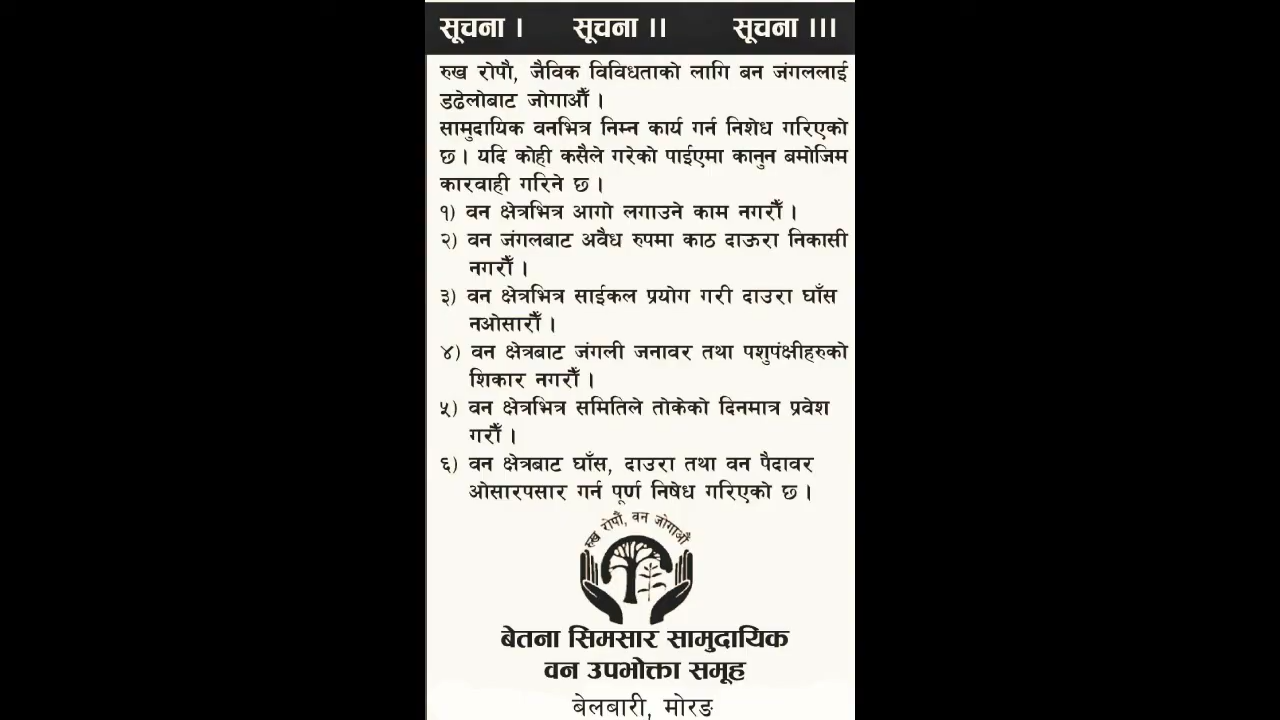 सूचना । सूचना ।। सूचना ।।।
रुख रोपौ, जैविक विविधताको लागि बन जंगललाई
डढेलोबाट जोगाऔँ ।
सामुदायिक वनभित्र निम्न कार्य गर्न निशेध गरिएको
छ । यदि कोही कसैले गरेको पाईएमा कानुन बमोजिम
कारवाही गरिने छ ।
१) वन क्षेत्रभित्र आगो लगाउने काम नगरौँ ।
२) वन जंगलबाट अवैध रुपमा काठ दाऊरा निकासी
नगरौँ ।
३) वन क्षेत्रभित्र साईकल प्रयोग गरी दाउरा घाँस
नओसारौँ ।
४) वन क्षेत्रबाट जंगली जनावर तथा पशुपंक्षीहरुको
शिकार नगरौँ ।
५) वन क्षेत्रभित्र समितिले तोकेको दिनमात्र प्रवेश
गरौँ ।
६) वन क्षेत्रबाट घाँस, दाउरा तथा वन पैदावर
ओसारपसार गर्न पूर्ण निषेध गरिएको छ ।
रुख रोपौं, वन जोगाऔं
बेतना सिमसार सामुदायिक
वन उपभोक्ता समूह
बेलबारी, मोरङ